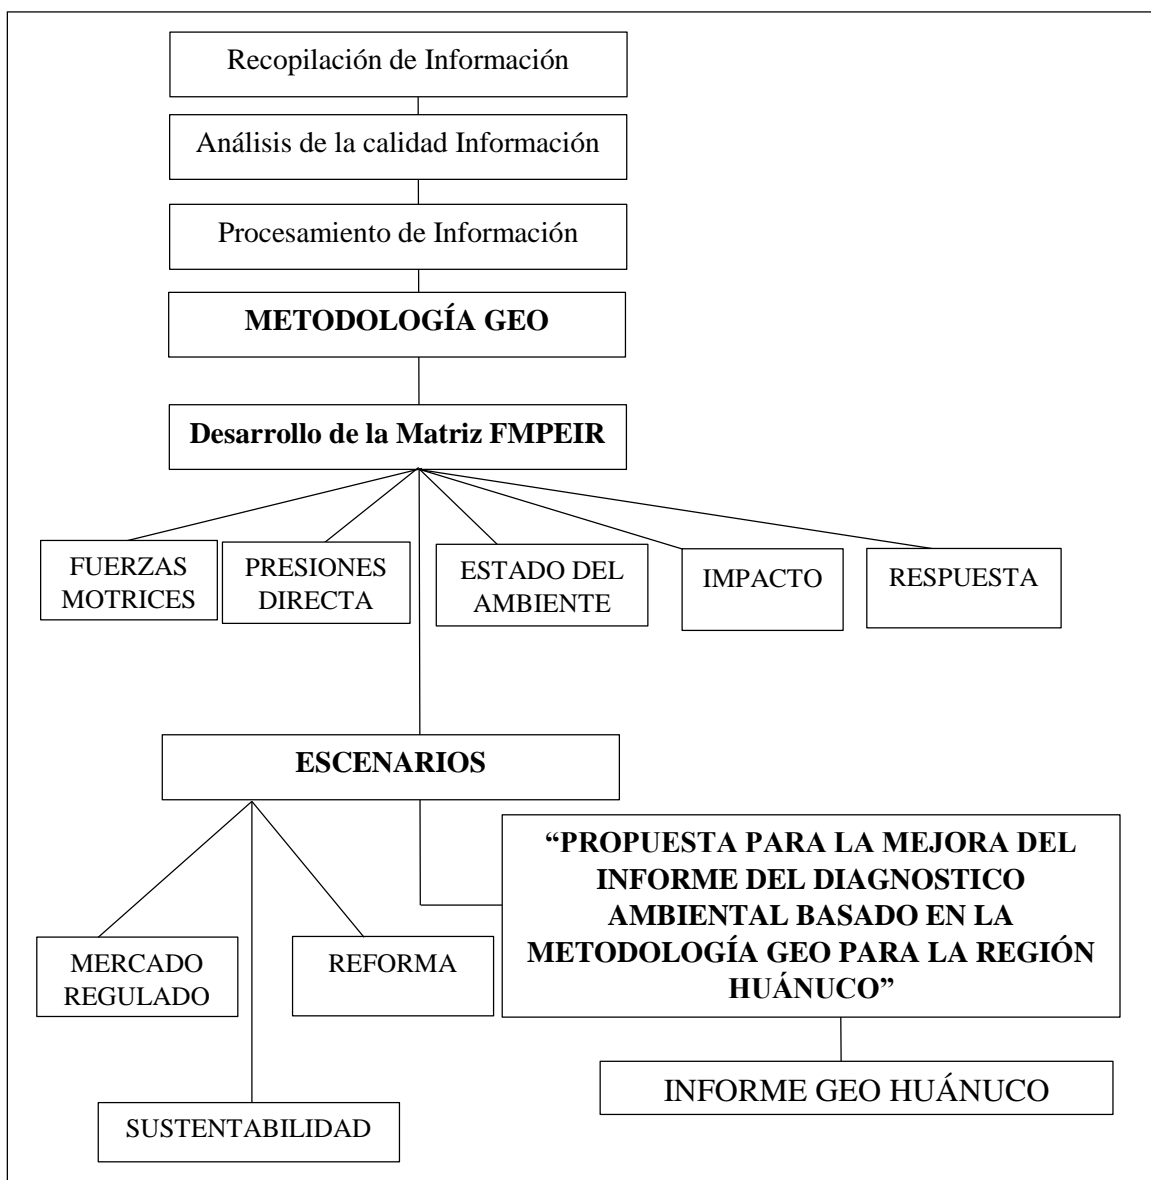 Recopilación de Información
Análisis de la calidad Información
Procesamiento de Información
METODOLOGÍA GEO
Desarrollo de la Matriz FMPEIR
FUERZAS
MOTRICES
PRESIONES
DIRECTA
ESTADO DEL
AMBIENTE
IMPACTO
RESPUESTA
ESCENARIOS
“PROPUESTA PARA LA MEJORA DEL
INFORME DEL DIAGNOSTICO
AMBIENTAL BASADO EN LA
METODOLOGÍA GEO PARA LA REGIÓN
HUÁNUCO”
MERCADO
REGULADO
REFORMA
SUSTENTABILIDAD
INFORME GEO HUÁNUCO